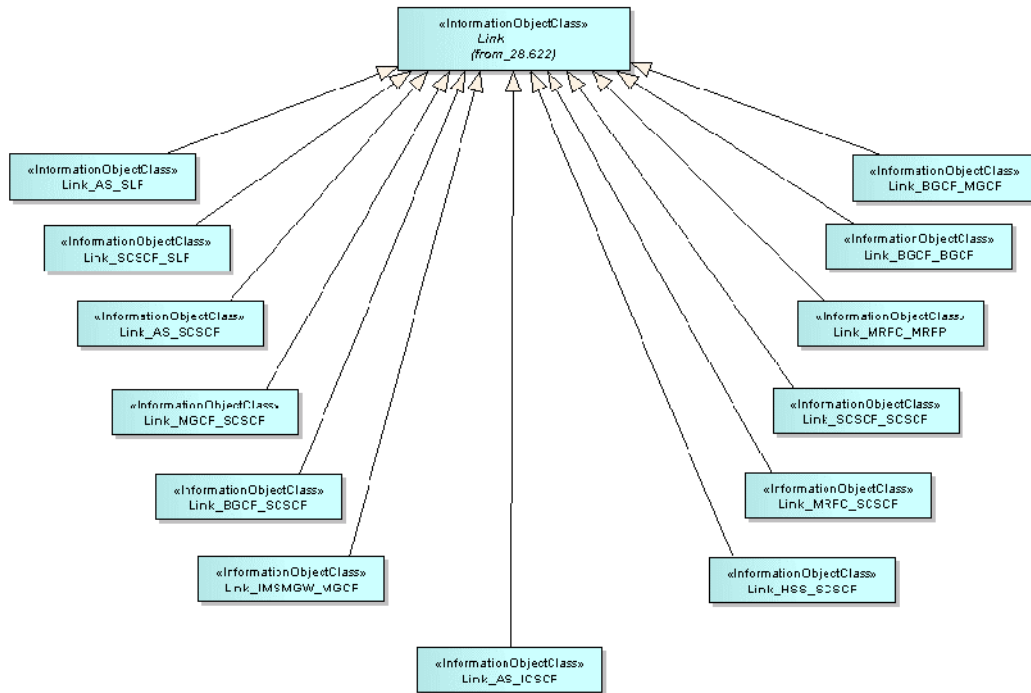 «InformationObjectClass»
Link
(from_28.622)
«InformationObjectClass»
Link_AS_SLF
«InformationObjectClass»
Link_BGCF_MGCF
«InformationObjectClass»
Link_SCSCF_SLF
«InformationObjectClass»
Link_BGCF_BGCF
«InformationObjectClass»
Link_AS_SCSCF
«InformationObjectClass»
Link_MRFC_MRFP
«InformationObjectClass»
Link_MGCF_SCSCF
«InformationObjectClass»
Link_SCSCF_SCSCF
«InformationObjectClass»
Link_BGCF_SCSCF
«InformationObjectClass»
Link_MRFC_SCSCF
«InformationObjectClass»
Link_IMSMGW_MGCF
«InformationObjectClass»
Link_HSS_SCSCF
«InformationObjectClass»
Link_AS_ICSCF